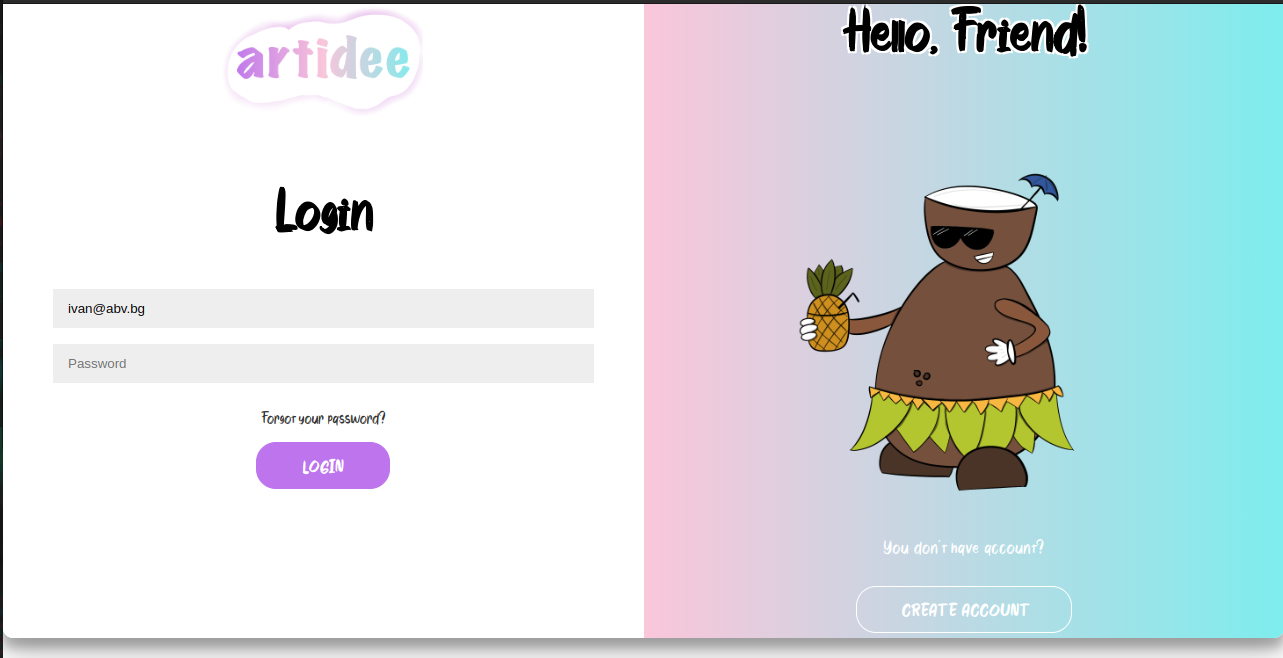 artidee
Login
ivan@abv.bg
Password
Forgot your password?
LOGIN
Hello, Friend!
You don't have account?
CREATE ACCOUNT